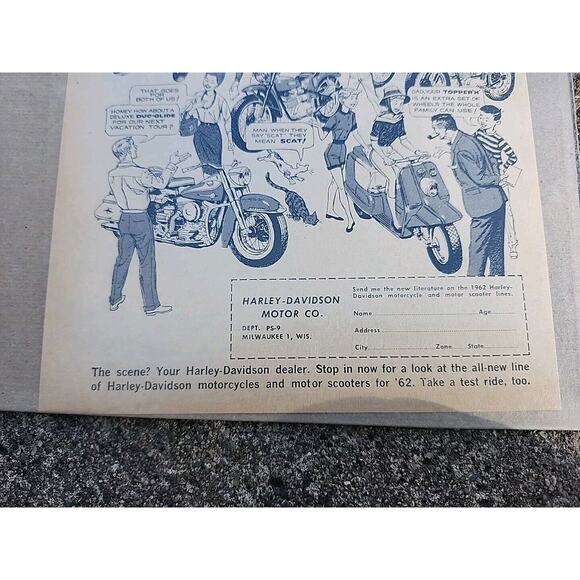 THAT GOES
FOR
BOTH OF US!
HONEY HOW ABOUT A
DELUXE DUO-GLIDE
FOR OUR NEXT
VACATION TOUR?
MAN WHEN THEY
SAY "SCAT" THEY
MEAN SCAT!
DAD, YOUR TOPPER 'H'
IS AN EXTRA SET OF
WHEELS THE WHOLE
FAMILY CAN USE!
HARLEY-DAVIDSON
MOTOR CO.
DEPT. PS-9
MILWAUKEE 1, WIS.
Send me the new literature on the 1962 Harley-
Davidson motorcycle and motor scooter lines.
Name Age
Address
City Zone State
The scene? Your Harley-Davidson dealer. Stop in now for a look at the all-new line
of Harley-Davidson motorcycles and motor scooters for '62. Take a test ride, too.